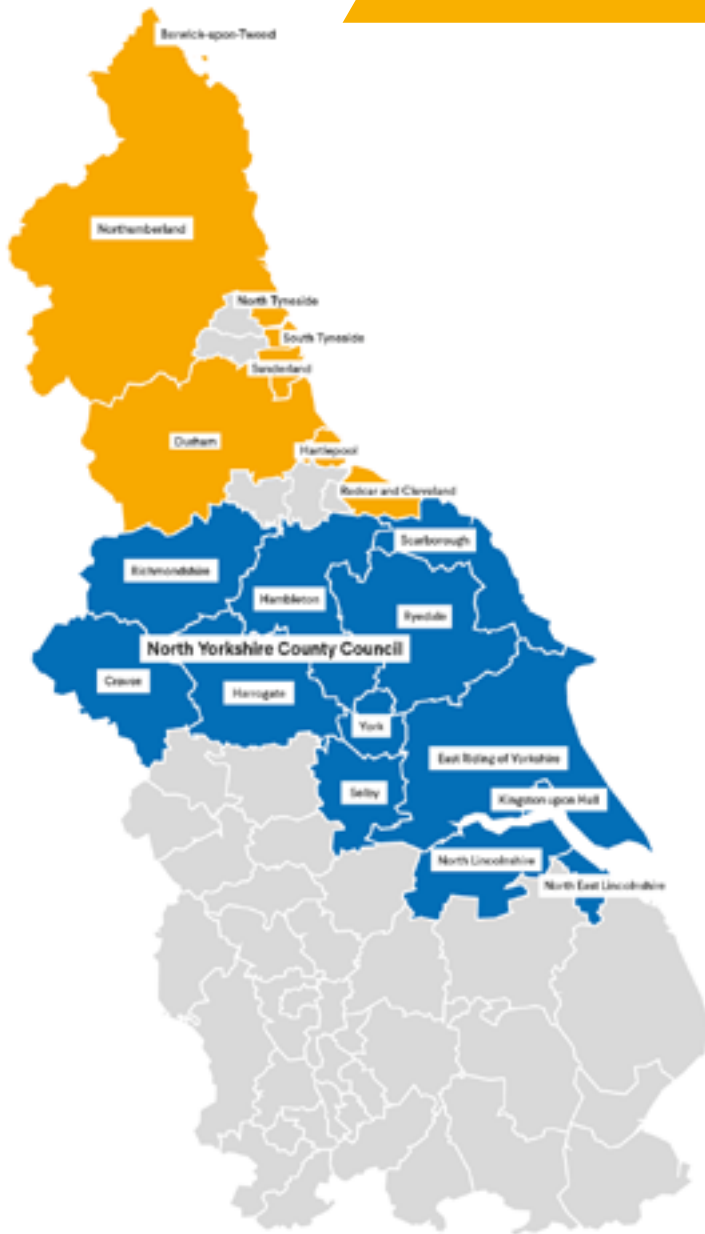 Berwick-upon-Tweed
Northumberland
North Tyneside
South Tyneside
Sunderland
Durham
Hartlepool
Redcar and Cleveland
Scarborough
Richmondshire
Hambleton
Ryedale
North Yorkshire County Council
Craven
Harrogate
York
East Riding of Yorkshire
Selby
Kingston upon Hull
North Lincolnshire
North East Lincolnshire